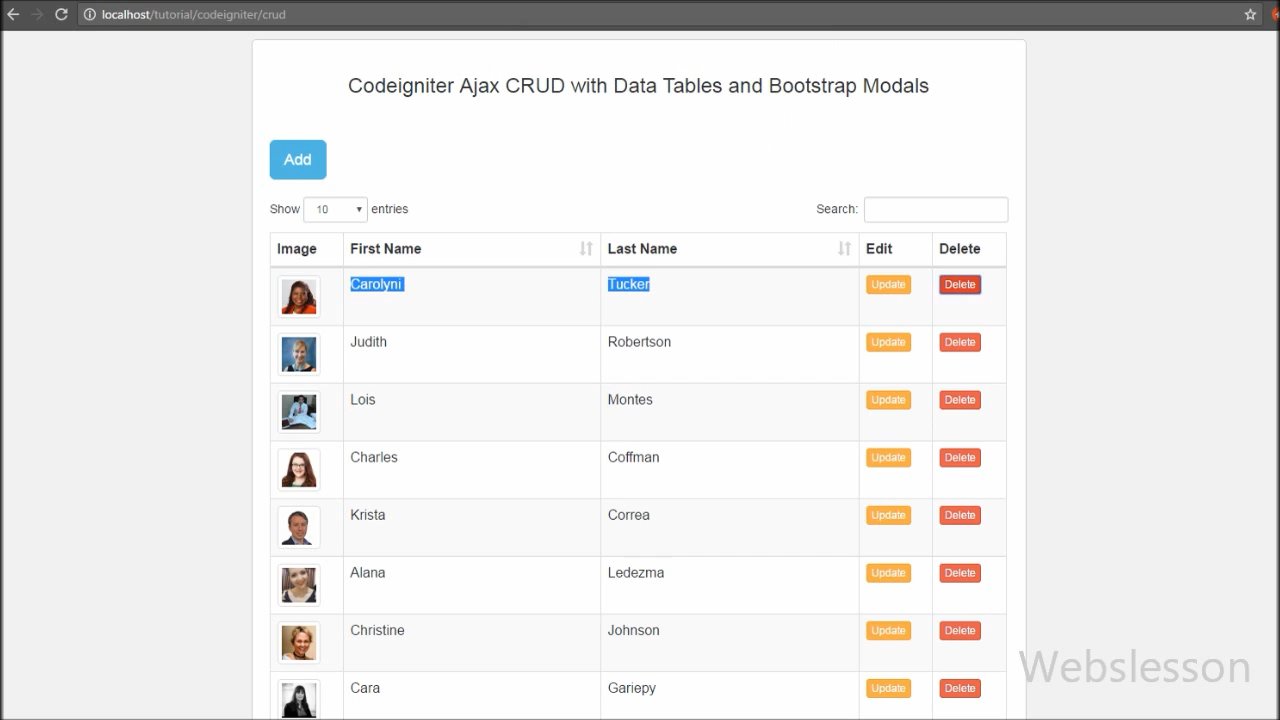 localhost/tutorial/codeigniter/crud
Codeigniter Ajax CRUD with Data Tables and Bootstrap Modals
Add
Show 10 entries Search:
Image First Name Last Name Edit Delete
Carolyni Tucker Update Delete
Judith Robertson Update Delete
Lois Montes Update Delete
Charles Coffman Update Delete
Krista Correa Update Delete
Alana Ledezma Update Delete
Christine Johnson Update Delete
Cara Gariepy Update Delete
Webslesson